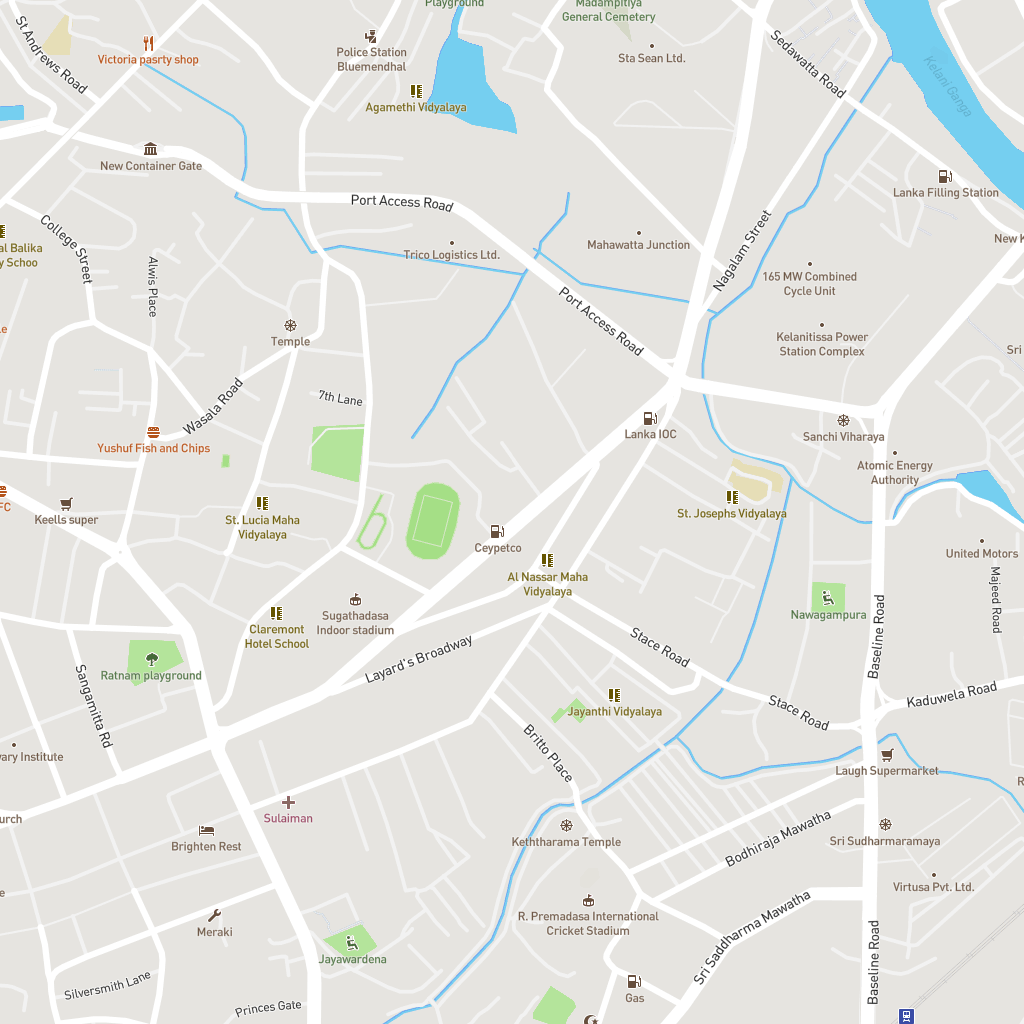 Playground
Madampitiya
General Cemetery
St Andrews Road
Victoria pasrty shop
Police Station
Bluemendhal
Sta Sean Ltd.
Sedawatta Road
Kelani Ganga
Agamethi Vidyalaya
New Container Gate
Lanka Filling Station
Port Access Road
College Street
al Balika
y Schoo
Trico Logistics Ltd.
Mahawatta Junction
Nagalam Street
New K
Alwis Place
165 MW Combined
Cycle Unit
Port Access Road
Temple
Kelanitissa Power
Station Complex
Sri
7th Lane
Wasala Road
Yushuf Fish and Chips
Lanka IOC
Sanchi Viharaya
Atomic Energy
Authority
FC
Keells super
St. Lucia Maha
Vidyalaya
St. Josephs Vidyalaya
Ceypetco
United Motors
Al Nassar Maha
Vidyalaya
Majeed Road
Sugathadasa
Indoor stadium
Claremont
Hotel School
Nawagampura
Baseline Road
Stace Road
Layard's Broadway
Ratnam playground
Sangamitta Rd
Kaduwela Road
Jayanthi Vidyalaya
Stace Road
Britto Place
wary Institute
Laugh Supermarket
Sulaiman
urch
Brighten Rest
Keththarama Temple
Bodhiraja Mawatha
Sri Sudharmaramaya
Virtusa Pvt. Ltd.
R. Premadasa International
Cricket Stadium
Meraki
Sri Saddharma Mawatha
Baseline Road
Jayawardena
Silversmith Lane
Gas
Princes Gate